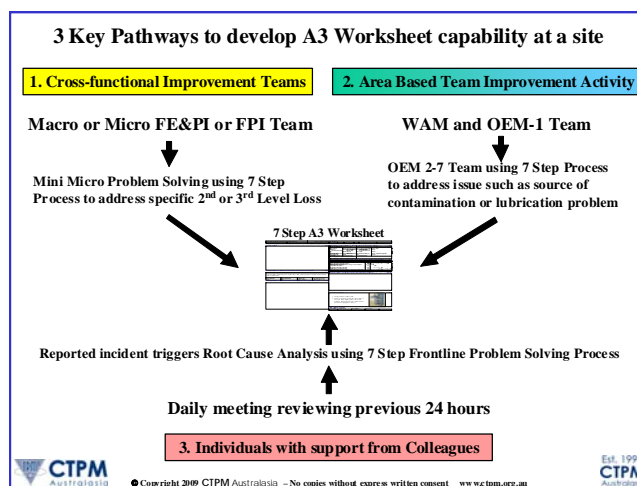 3 Key Pathways to develop A3 Worksheet capability at a site
1. Cross-functional Improvement Teams
2. Area Based Team Improvement Activity
Macro or Micro FE&PI or FPI Team
WAM and OEM-1 Team
Mini Micro Problem Solving using 7 Step
Process to address specific 2nd or 3rd Level Loss
OEM 2-7 Team using 7 Step Process
to address issue such as source of
contamination or lubrication problem
7 Step A3 Worksheet
Reported incident triggers Root Cause Analysis using 7 Step Frontline Problem Solving Process
Daily meeting reviewing previous 24 hours
3. Individuals with support from Colleagues
CTPM
Australasia
Copyright 2009 CTPM Australasia – No copies without express written consent www.ctpm.org.au
Est. 199
CTPM
Australas